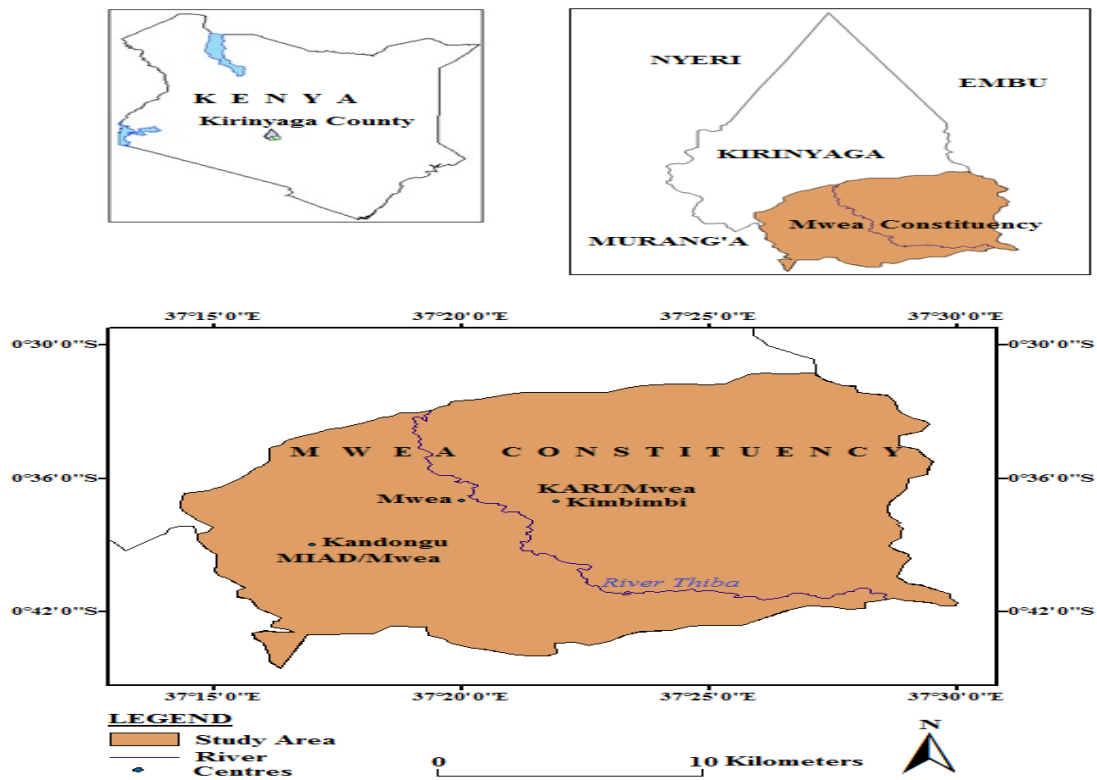 K E N Y A
Kirinyaga County
NYERI
EMBU
KIRINYAGA
Mwea Constituency
MURANG'A
37°15'0"E 37°20'0"E 37°25'0"E 37°30'0"E
0°30'0"S 0°30'0"S
M W E A C O N S T I T U E N C Y
0°36'0"S 0°36'0"S
KARI/Mwea
Mwea Kimbimbi
Kandongu
MIAD/Mwea
River Thiba
0°42'0"S 0°42'0"S
37°15'0"E 37°20'0"E 37°25'0"E 37°30'0"E
LEGEND
Study Area
River
Centres
0 10 Kilometers
N